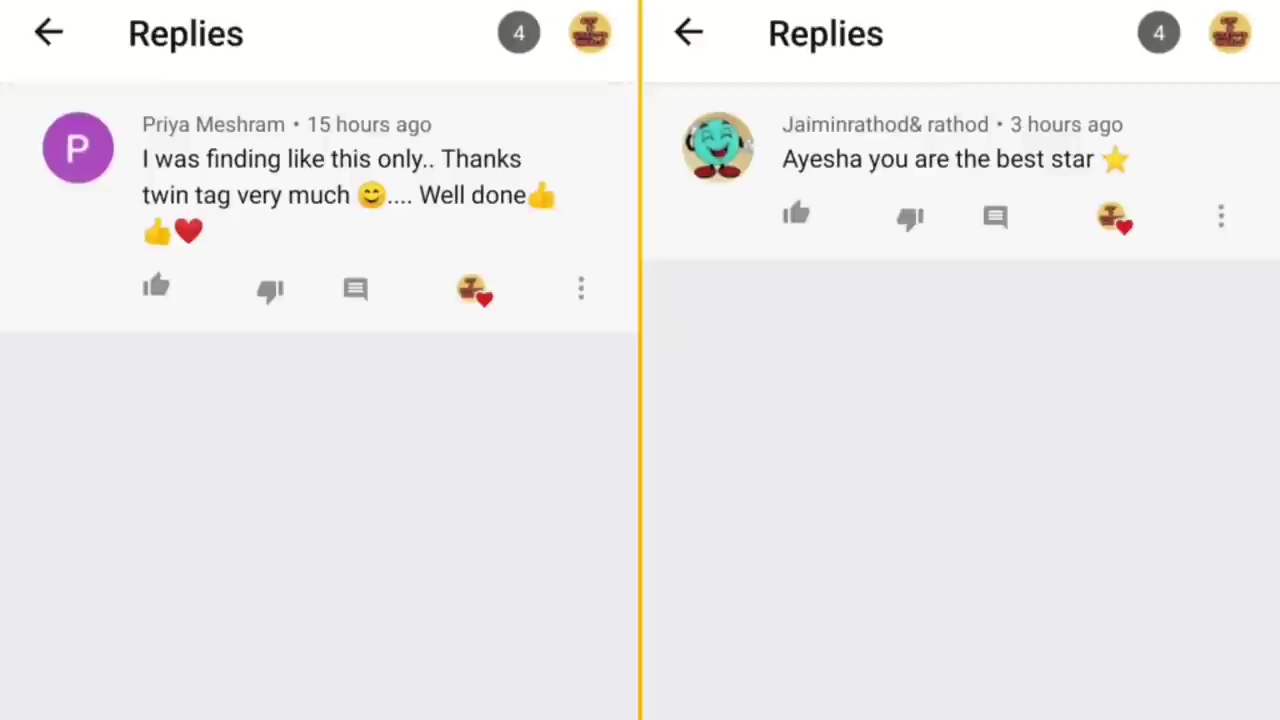 Replies
4
Priya Meshram • 15 hours ago
I was finding like this only.. Thanks
twin tag very much 😊.... Well done👍
👍❤️
P
Replies
4
Jaiminrathod& rathod • 3 hours ago
Ayesha you are the best star ⭐